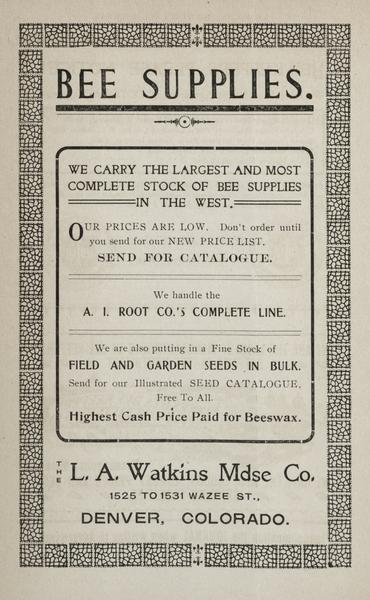 BEE SUPPLIES.
WE CARRY THE LARGEST AND MOST
COMPLETE STOCK OF BEE SUPPLIES
IN THE WEST.
OUR PRICES ARE LOW. Don't order until
you send for our NEW PRICE LIST.
SEND FOR CATALOGUE.
We handle the
A. I. ROOT CO.'S COMPLETE LINE.
We are also putting in a Fine Stock of
FIELD AND GARDEN SEEDS IN BULK.
Send for our Illustrated SEED CATALOGUE.
Free To All.
Highest Cash Price Paid for Beeswax.
THE L. A. Watkins Mdse Co.
1525 TO 1531 WAZEE ST.,
DENVER, COLORADO.